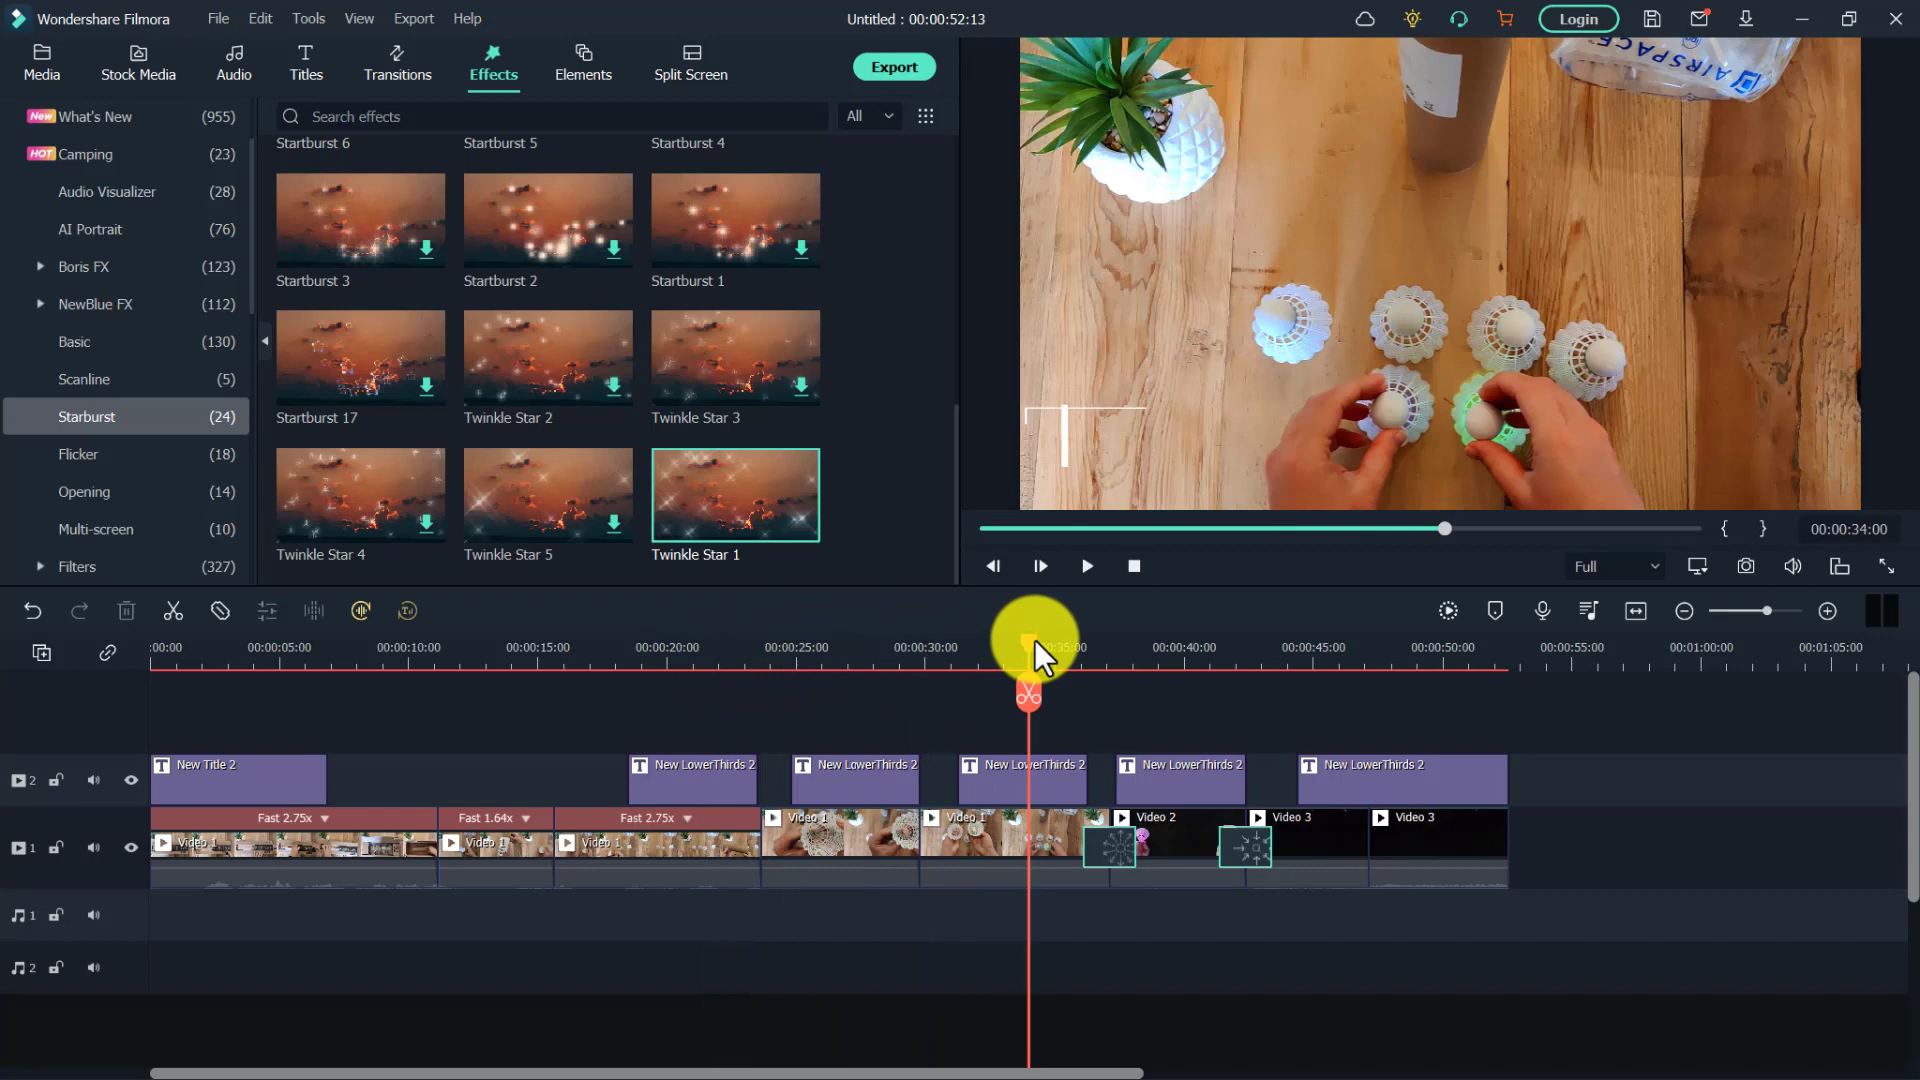 Wondershare Filmora
File Edit Tools View Export Help
Untitled : 00:00:52:13
Login
Media Stock Media Audio Titles Transitions Effects Elements Split Screen
Export
New What's New (955)
HOT Camping (23)
Audio Visualizer (28)
AI Portrait (76)
Boris FX (123)
NewBlue FX (112)
Basic (130)
Scanline (5)
Starburst (24)
Flicker (18)
Opening (14)
Multi-screen (10)
Filters (327)
Search effects
All
Startburst 6 Startburst 5 Startburst 4
Startburst 3 Startburst 2 Startburst 1
Startburst 17 Twinkle Star 2 Twinkle Star 3
Twinkle Star 4 Twinkle Star 5 Twinkle Star 1
AIRSPACE
{ } 00:00:34:00
Full
:00:00 00:00:05:00 00:00:10:00 00:00:15:00 00:00:20:00 00:00:25:00 00:00:30:00 :35:00 00:00:40:00 00:00:45:00 00:00:50:00 00:00:55:00 00:01:00:00 00:01:05:00
2 T New Title 2 T New LowerThirds 2 T New LowerThirds 2 T New LowerThirds 2 T New LowerThirds 2 T New LowerThirds 2
Fast 2.75x Fast 1.64x Fast 2.75x
Video 1 Video 1 Video 2 Video 3 Video 3
1 Video 1 Video 1 Video 1
1
2